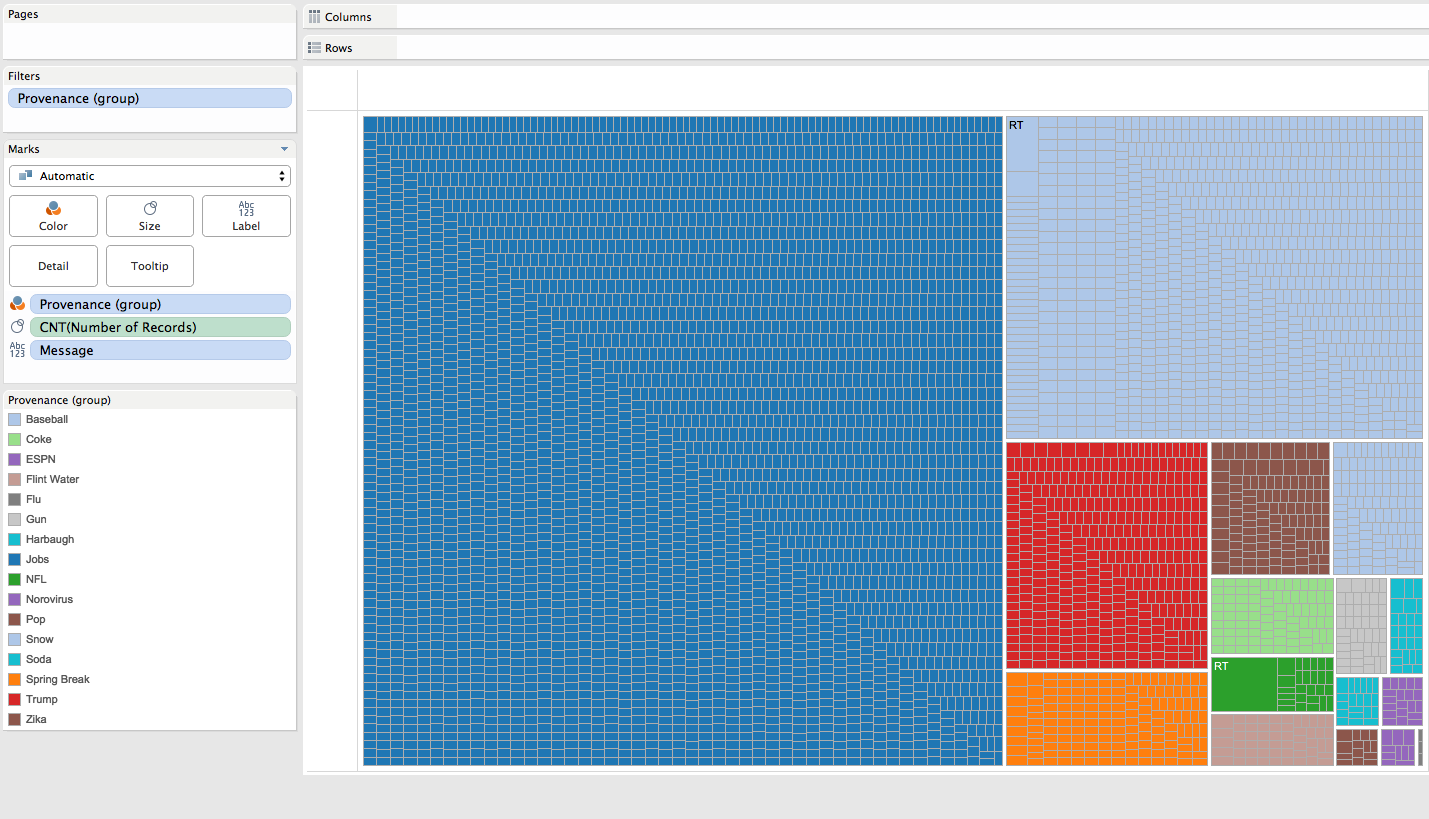 Pages
Columns
Rows
Filters
Provenance (group)
Marks
Automatic
Color
Size
Abc
123
Label
Detail
Tooltip
Provenance (group)
CNT(Number of Records)
Abc
123
Message
Provenance (group)
Baseball
Coke
ESPN
Flint Water
Flu
Gun
Harbaugh
Jobs
NFL
Norovirus
Pop
Snow
Soda
Spring Break
Trump
Zika
RT
RT